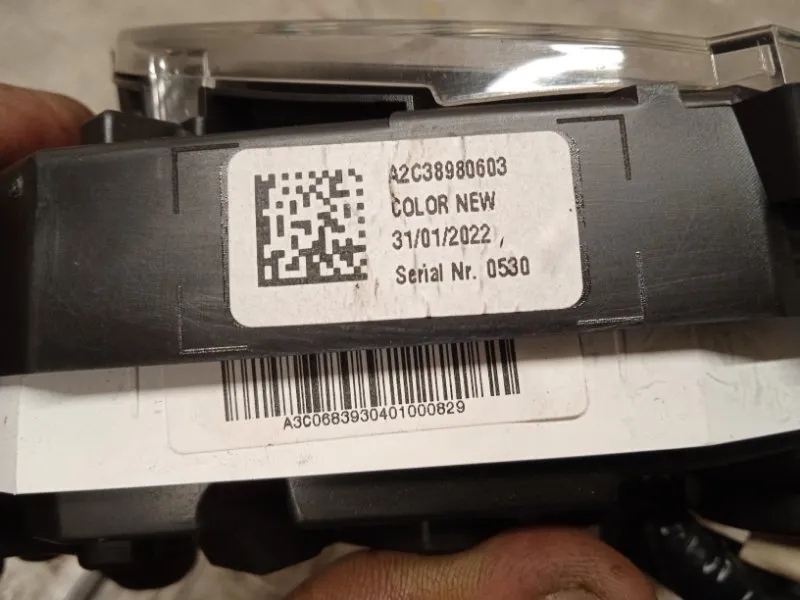 A2C38980603
COLOR NEW
31/01/2022 ,
Serial Nr. 0530
A3C0683930401000829